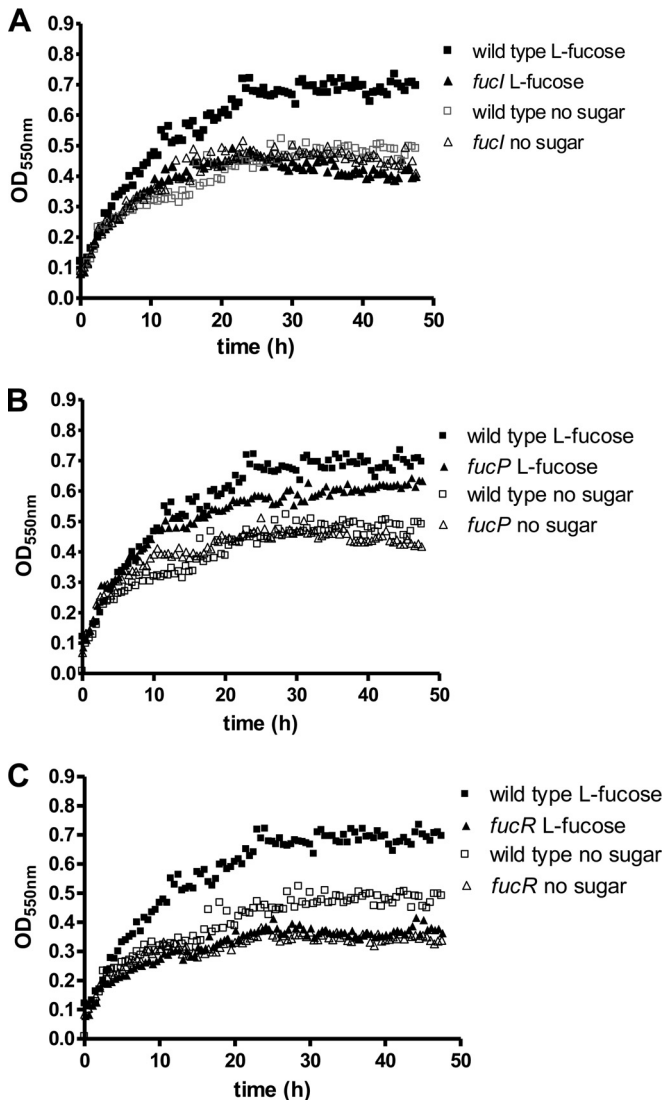 A
0.9
0.8
0.7
0.6
0.5
0.4
0.3
0.2
0.1
0.0
OD550nm
0 10 20 30 40 50
time (h)
wild type L-fucose
fucI L-fucose
wild type no sugar
fucI no sugar
B
0.9
0.8
0.7
0.6
0.5
0.4
0.3
0.2
0.1
0.0
OD550nm
0 10 20 30 40 50
time (h)
wild type L-fucose
fucP L-fucose
wild type no sugar
fucP no sugar
C
0.9
0.8
0.7
0.6
0.5
0.4
0.3
0.2
0.1
0.0
OD550nm
0 10 20 30 40 50
time (h)
wild type L-fucose
fucR L-fucose
wild type no sugar
fucR no sugar